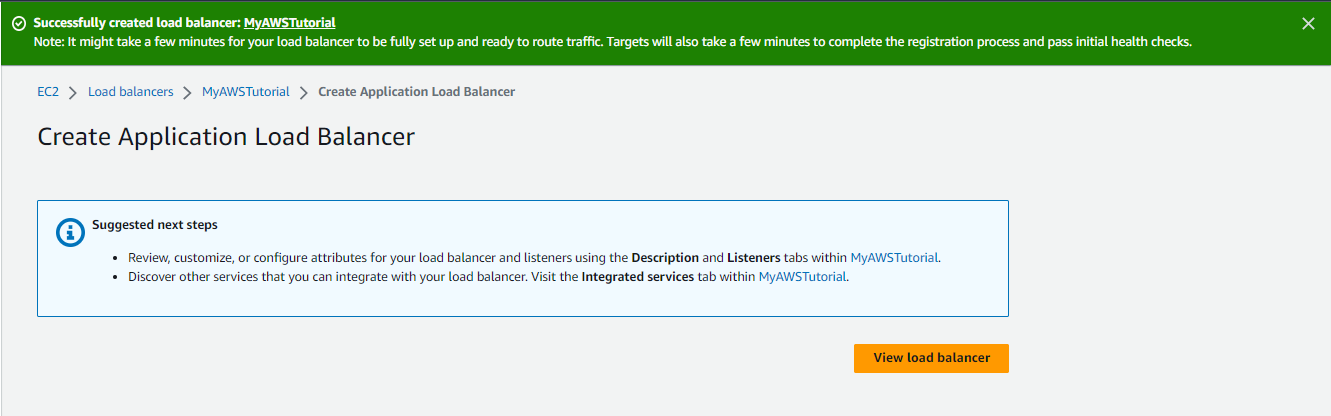 Successfully created load balancer: MyAWSTutorial
Note: It might take a few minutes for your load balancer to be fully set up and ready to route traffic. Targets will also take a few minutes to complete the registration process and pass initial health checks.
EC2 > Load balancers > MyAWSTutorial > Create Application Load Balancer
Create Application Load Balancer
Suggested next steps
• Review, customize, or configure attributes for your load balancer and listeners using the Description and Listeners tabs within MyAWSTutorial.
• Discover other services that you can integrate with your load balancer. Visit the Integrated services tab within MyAWSTutorial.
View load balancer